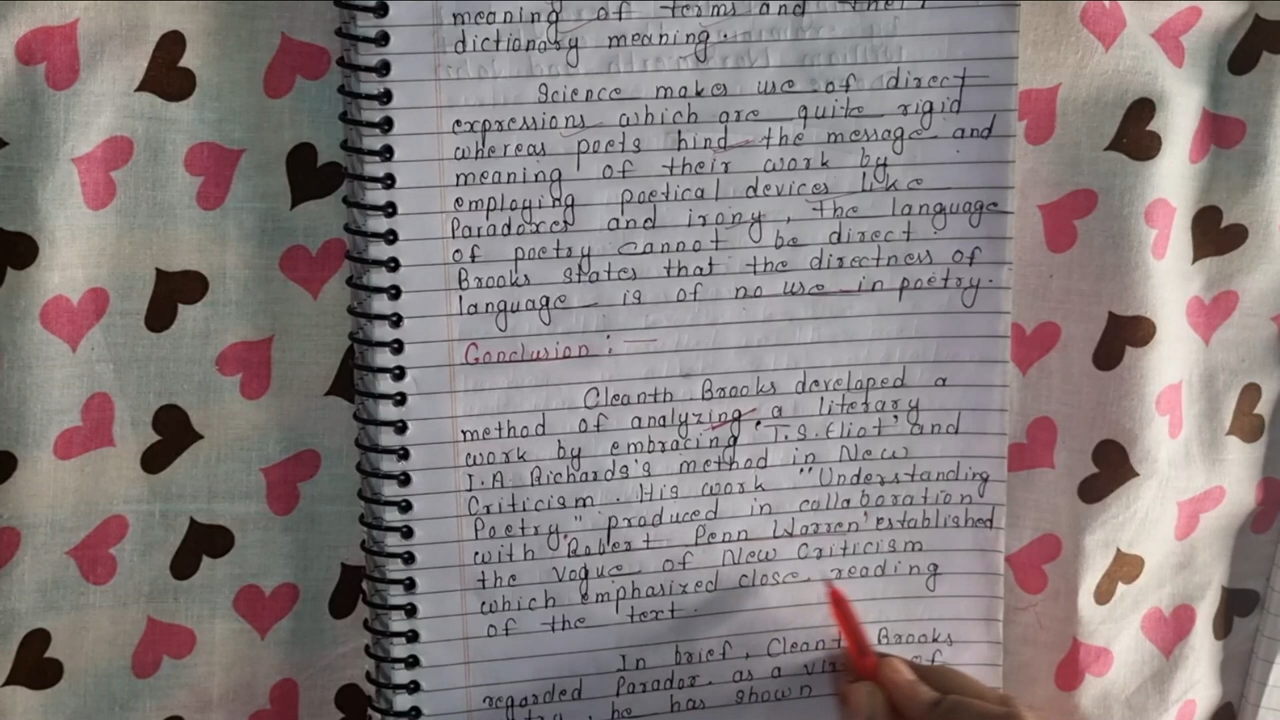 meaning of terms and their
dictionary meaning.
Science makes use of direct
expressions which are quite rigid
whereas poets hind the message and
meaning of their work by
employing poetical devices like
Paradoxes and irony, The language
of poetry cannot be direct.
Brooks states that the directness of
language is of no use in poetry.
Conclusion :—
Cleanth Brooks developed a
method of analyzing a literary
work by embracing 'T.S. Eliot' and
I.A. Richards's method in New
Criticism. His work "Understanding
Poetry," produced in collaboration
with 'Robert Penn Warren' established
the vogue of New Criticism
which emphasized close reading
of the text.
In brief, Cleanth Brooks
regarded Paradox as a of
he has shown